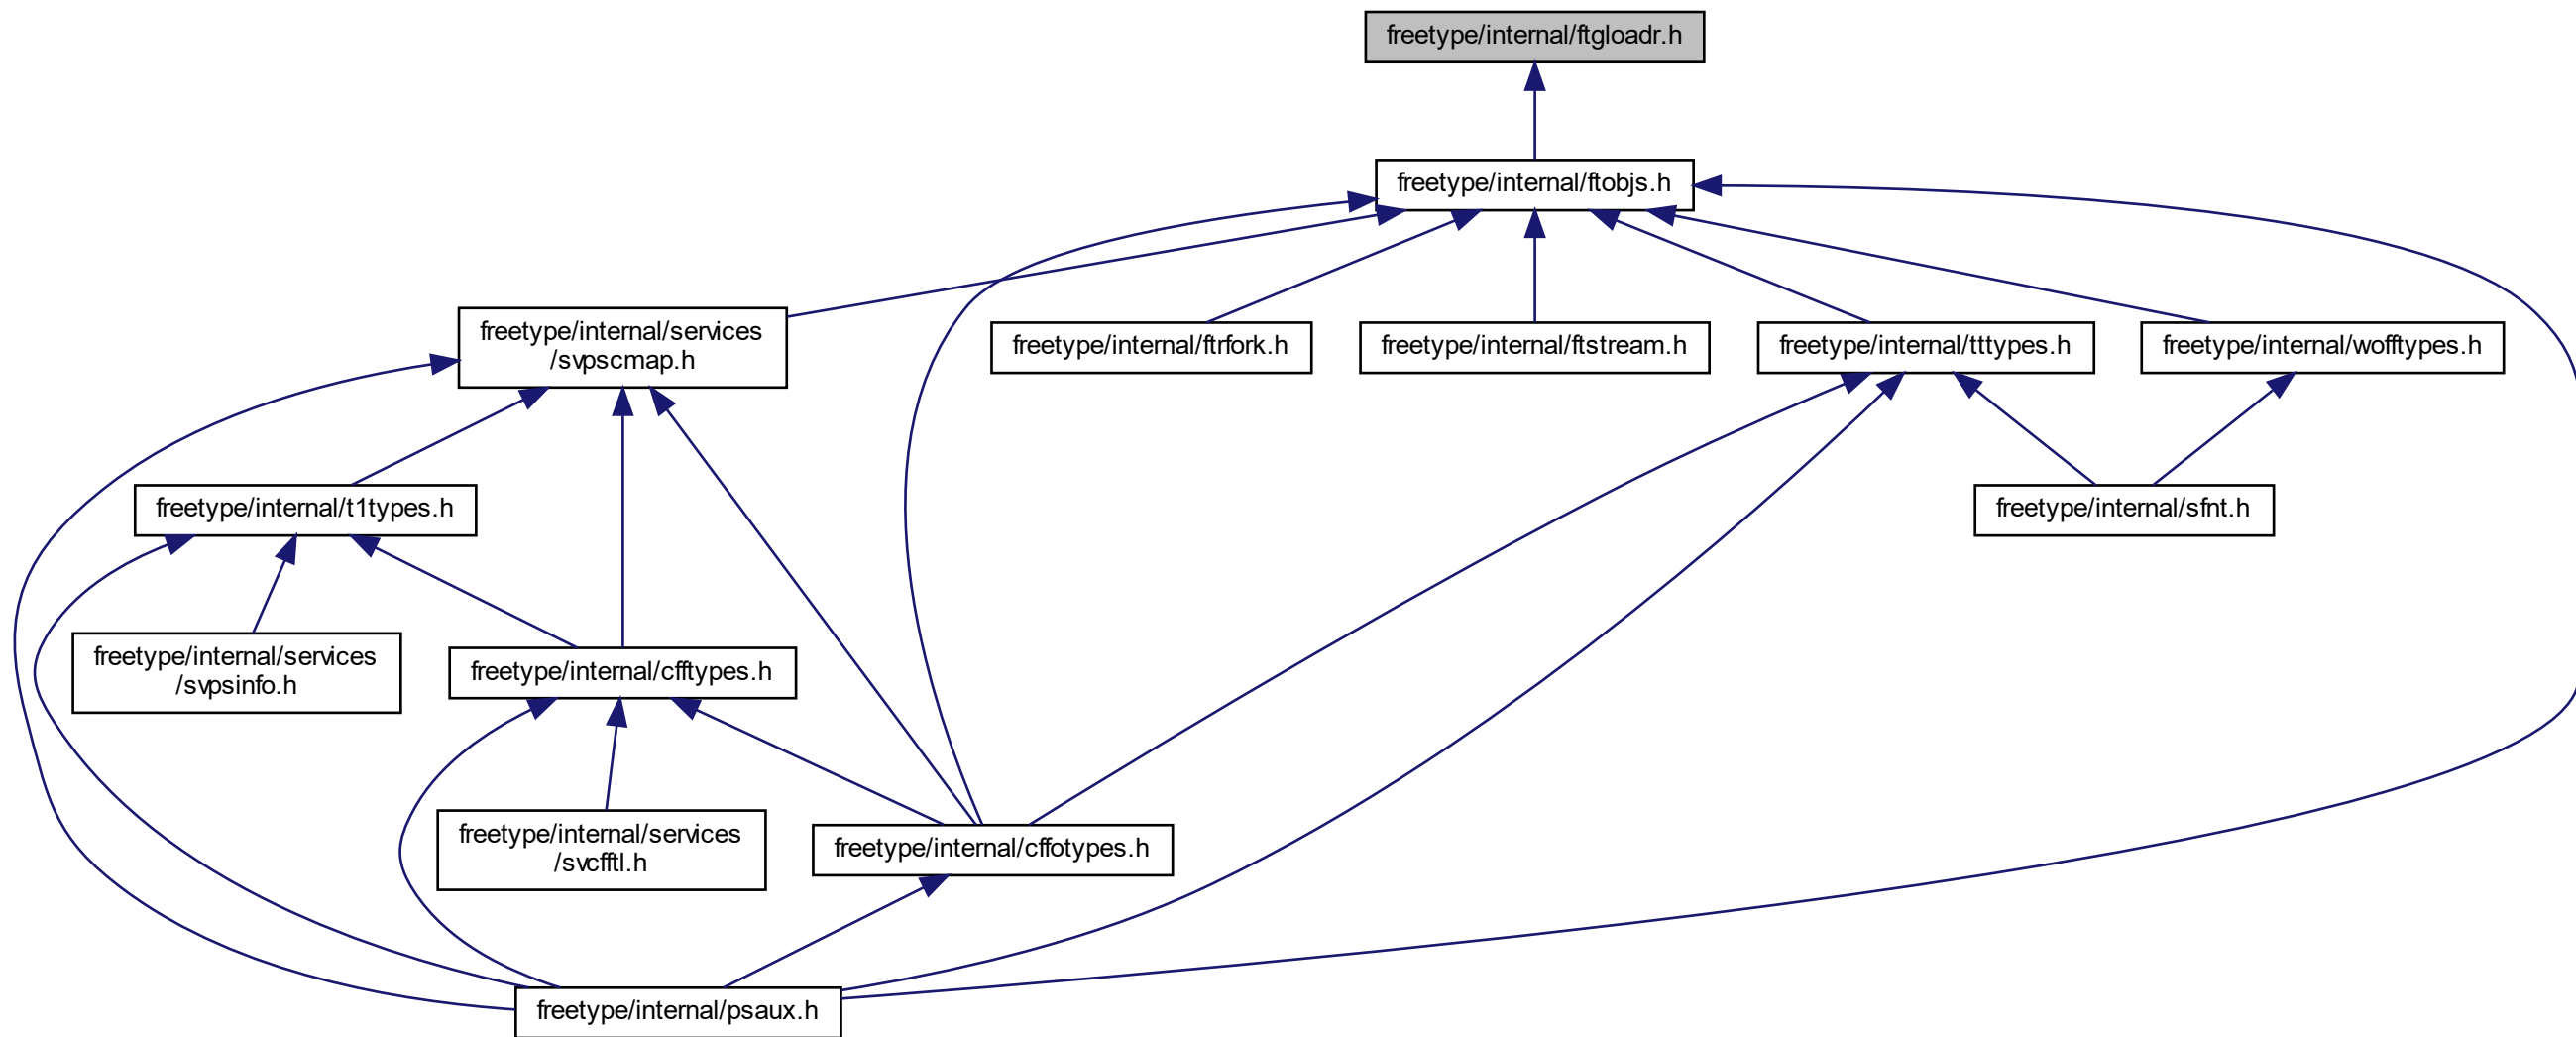 freetype/internal/ftgloadr.h
freetype/internal/ftobjs.h
freetype/internal/services
/svpscmap.h
freetype/internal/ftrfork.h
freetype/internal/ftstream.h
freetype/internal/tttypes.h
freetype/internal/wofftypes.h
freetype/internal/t1types.h
freetype/internal/sfnt.h
freetype/internal/services
/svpsinfo.h
freetype/internal/cfftypes.h
freetype/internal/services
/svcfftl.h
freetype/internal/cffotypes.h
freetype/internal/psaux.h